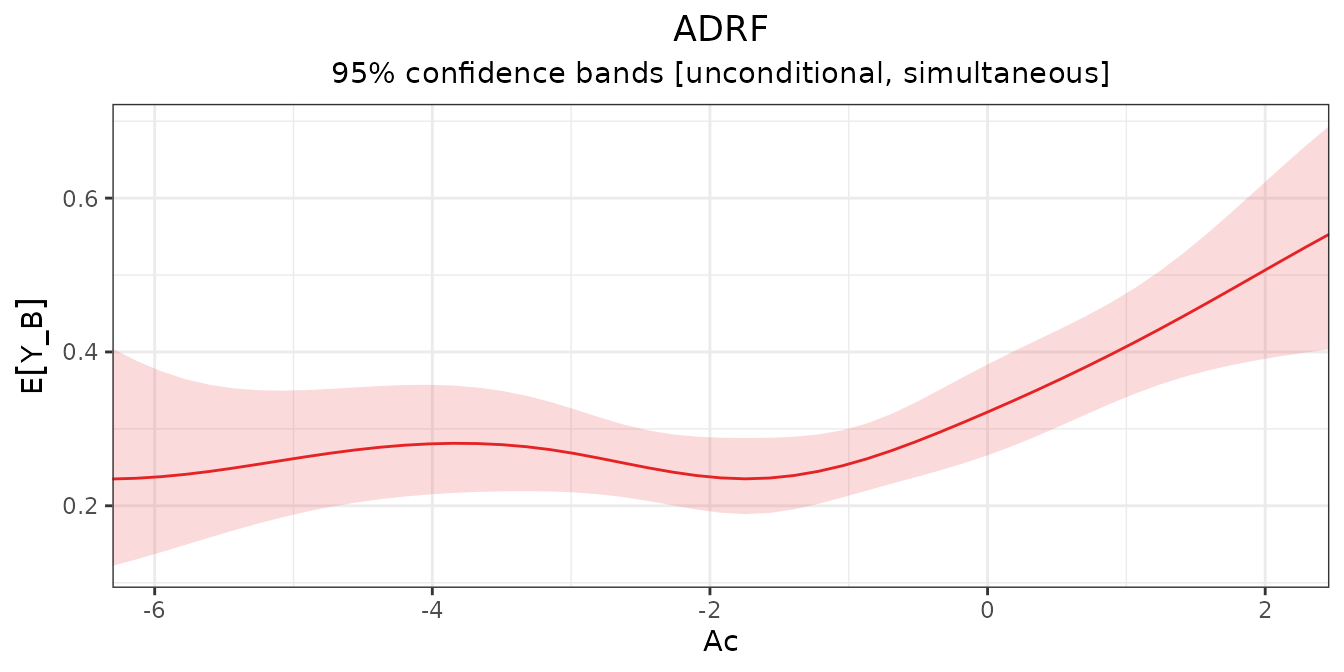 ADRF
95% confidence bands [unconditional, simultaneous]
E[Y_B]
0.6
0.4
0.2
-6
-4
-2
0
2
Ac